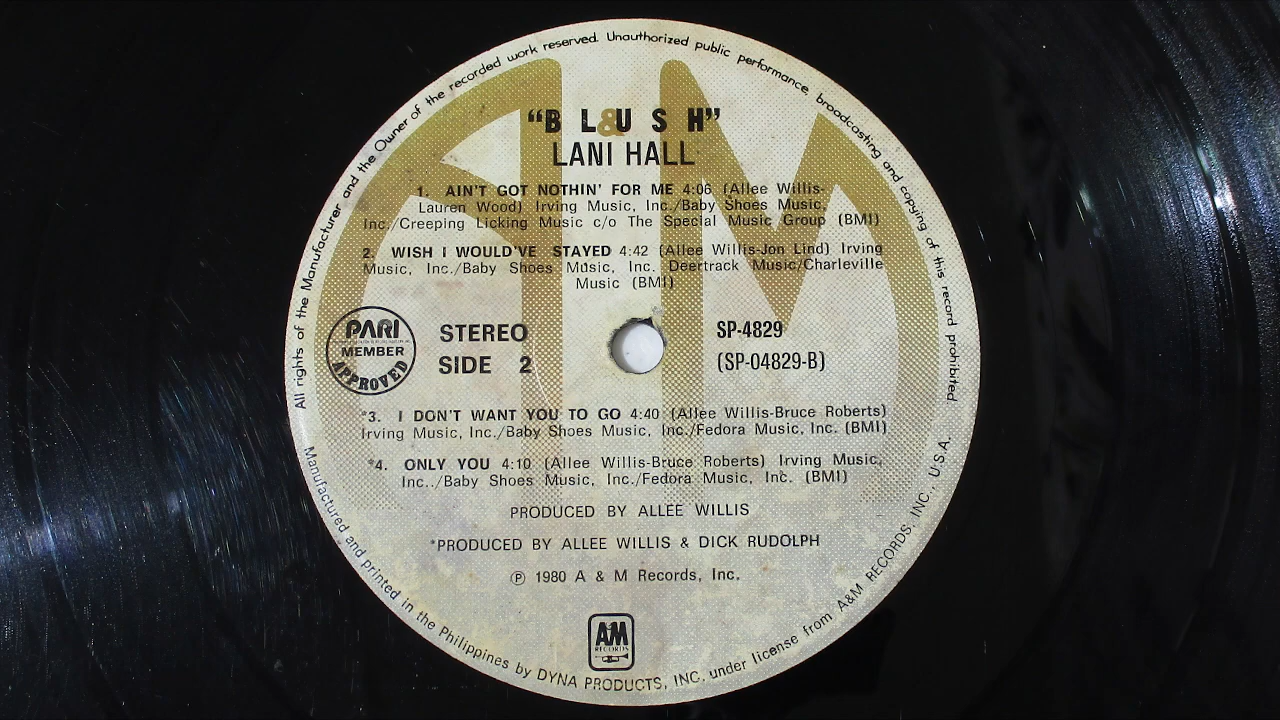 All rights of the Manufacturer and the Owner of the recorded work reserved. Unauthorized public performance, broadcasting and copying of this record prohibited.
"BLUSH"
&
LANI HALL
1. AIN'T GOT NOTHIN' FOR ME 4:06 (Allee Willis-
Lauren Wood) Irving Music, Inc./Baby Shoes Music,
Inc./Creeping Licking Music c/o The Special Music Group (BMI)
2. WISH I WOULD'VE STAYED 4:42 (Allee Willis-Jon Lind) Irving
Music, Inc./Baby Shoes Music, Inc. Deertrack Music/Charleville
Music (BMI)
PARI
MEMBER
APPROVED
STEREO
SIDE 2
SP-4829
(SP-04829-B)
*3. I DON'T WANT YOU TO GO 4:40 (Allee Willis-Bruce Roberts)
Irving Music, Inc./Baby Shoes Music, Inc./Fedora Music, Inc. (BMI)
*4. ONLY YOU 4:10 (Allee Willis-Bruce Roberts) Irving Music,
Inc../Baby Shoes Music, Inc./Fedora Music, Inc. (BMI)
PRODUCED BY ALLEE WILLIS
*PRODUCED BY ALLEE WILLIS & DICK RUDOLPH
℗ 1980 A & M Records, Inc.
AM
RECORDS
Manufactured and printed in the Philippines by DYNA PRODUCTS, INC. under license from A&M RECORDS, INC., U.S.A.